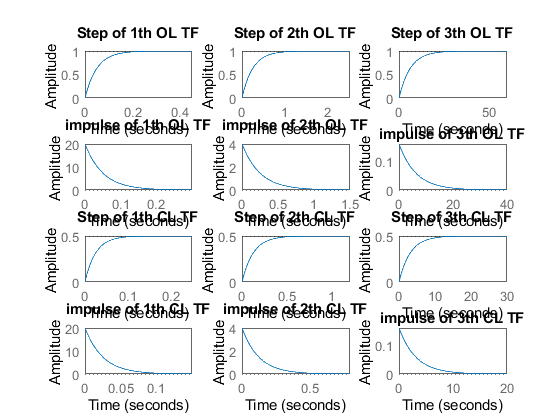 Step of 1th OL TF
Step of 2th OL TF
Step of 3th OL TF
Amplitude
1
0.5
0
0 0.2 0.4
Time (seconds)
Amplitude
1
0.5
0
0 1 2
Time (seconds)
Amplitude
1
0.5
0
0 50
Time (seconds)
impulse of 1th OL TF
impulse of 2th OL TF
impulse of 3th OL TF
Amplitude
20
10
0
0 0.1 0.2
Time (seconds)
Amplitude
4
2
0
0 0.5 1 1.5
Time (seconds)
Amplitude
0.1
0
0 20 40
Time (seconds)
Step of 1th CL TF
Step of 2th CL TF
Step of 3th CL TF
Amplitude
0.5
0
0 0.1 0.2
Time (seconds)
Amplitude
0.5
0
0 0.5 1
Time (seconds)
Amplitude
0.5
0
0 10 20 30
Time (seconds)
impulse of 1th CL TF
impulse of 2th CL TF
impulse of 3th CL TF
Amplitude
20
10
0
0 0.05 0.1
Time (seconds)
Amplitude
4
2
0
0 0.5
Time (seconds)
Amplitude
0.1
0
0 10 20
Time (seconds)